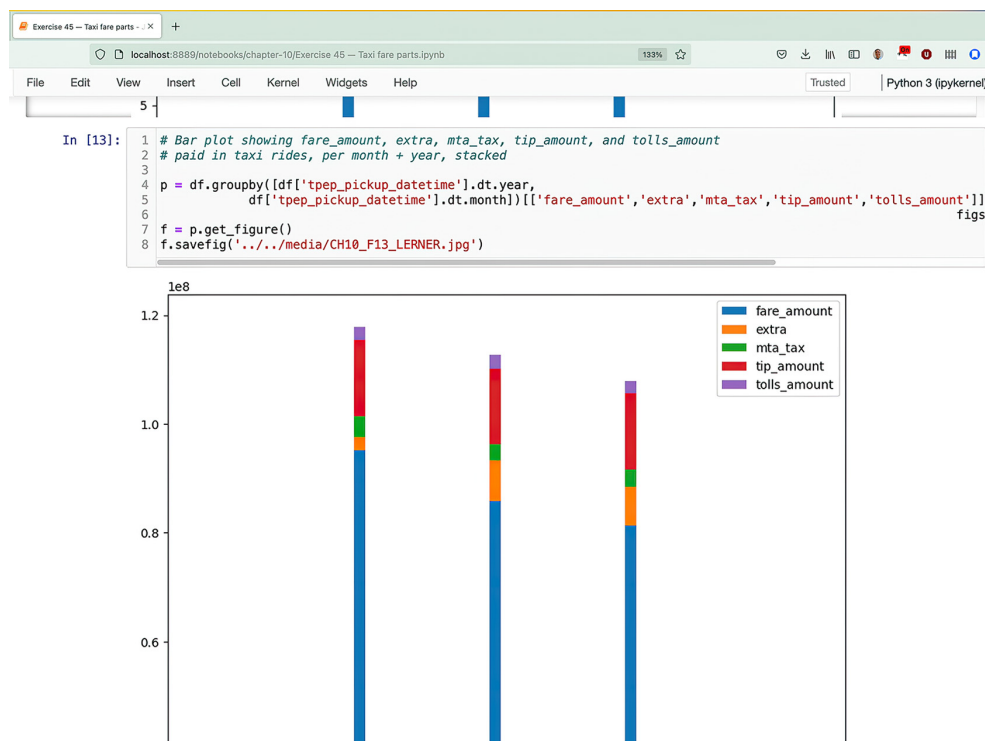 Exercise 45 — Taxi fare parts - J
localhost:8889/notebooks/chapter-10/Exercise 45 — Taxi fare parts.ipynb
133%
File Edit View Insert Cell Kernel Widgets Help
Trusted
Python 3 (ipykernel)
5
In [13]:
1 # Bar plot showing fare_amount, extra, mta_tax, tip_amount, and tolls_amount
2 # paid in taxi rides, per month + year, stacked
3
4 p = df.groupby([df['tpep_pickup_datetime'].dt.year,
5 df['tpep_pickup_datetime'].dt.month])[['fare_amount','extra','mta_tax','tip_amount','tolls_amount']]
6 figs
7 f = p.get_figure()
8 f.savefig('../../media/CH10_F13_LERNER.jpg')
1e8
1.2
1.0
0.8
0.6
fare_amount
extra
mta_tax
tip_amount
tolls_amount